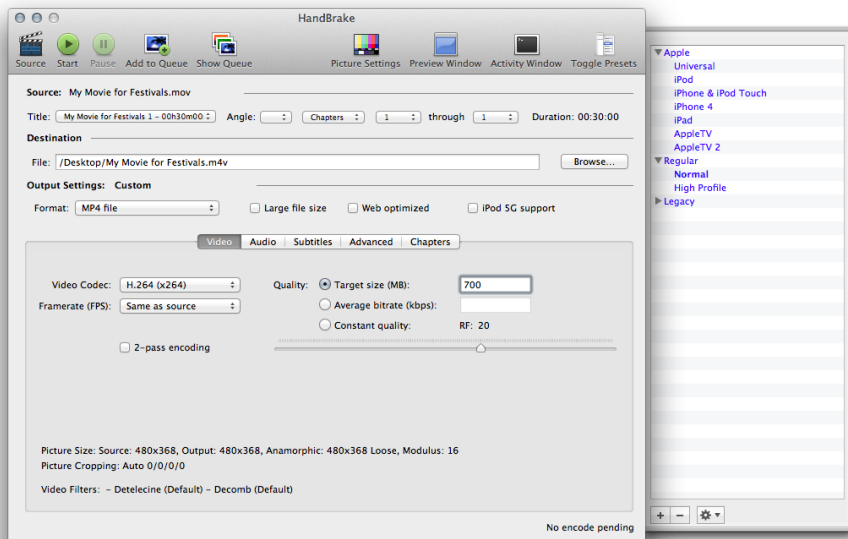 HandBrake
Source Start Pause Add to Queue Show Queue Picture Settings Preview Window Activity Window Toggle Presets
Source: My Movie for Festivals.mov
Title: My Movie for Festivals 1 - 00h30m00 Angle: Chapters 1 through 1 Duration: 00:30:00
Destination
File: /Desktop/My Movie for Festivals.m4v Browse...
Output Settings: Custom
Format: MP4 file Large file size Web optimized iPod 5G support
Video Audio Subtitles Advanced Chapters
Video Codec: H.264 (x264) Quality: Target size (MB): 700
Framerate (FPS): Same as source Average bitrate (kbps):
Constant quality: RF: 20
2-pass encoding
Picture Size: Source: 480x368, Output: 480x368, Anamorphic: 480x368 Loose, Modulus: 16
Picture Cropping: Auto 0/0/0/0
Video Filters: - Detelecine (Default) - Decomb (Default)
No encode pending
Apple
Universal
iPod
iPhone & iPod Touch
iPhone 4
iPad
AppleTV
AppleTV 2
Regular
Normal
High Profile
Legacy